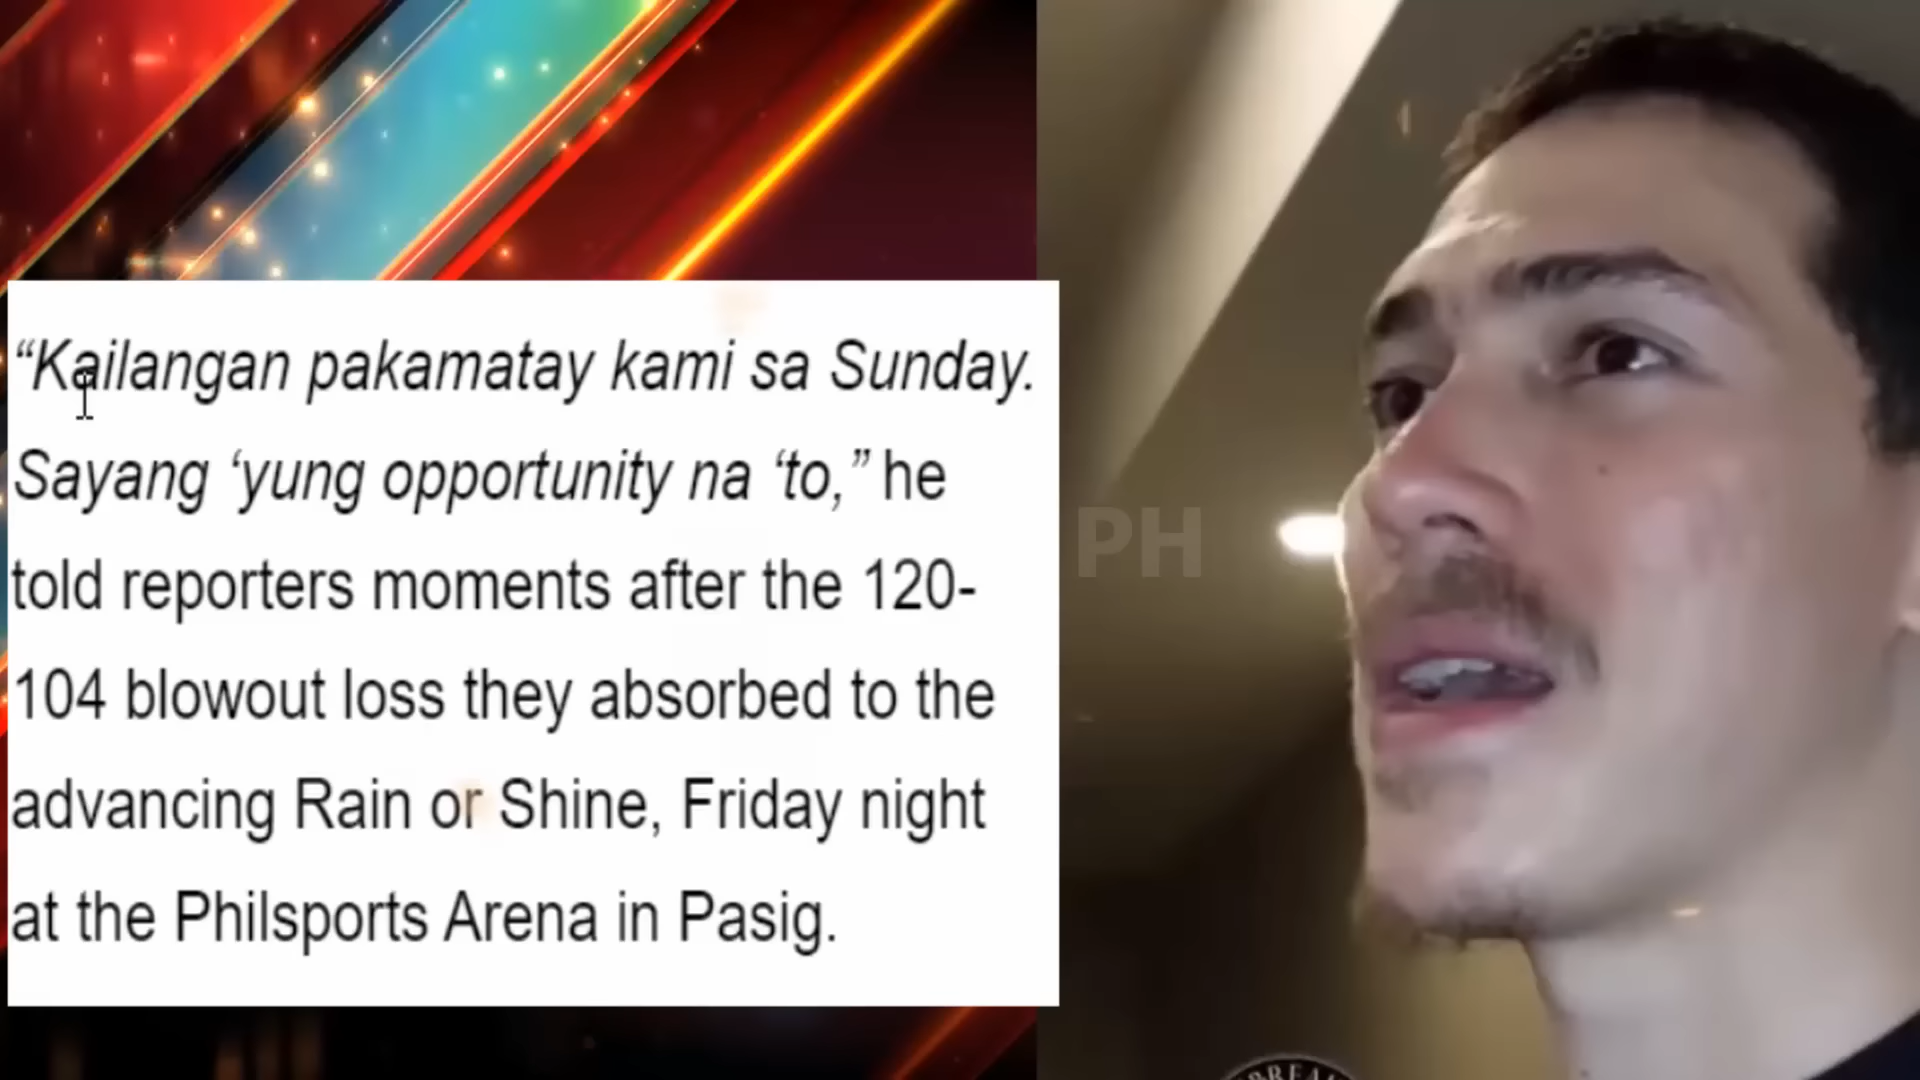 “Kailangan pakamatay kami sa Sunday.
Sayang ‘yung opportunity na ‘to,” he
told reporters moments after the 120-
104 blowout loss they absorbed to the
advancing Rain or Shine, Friday night
at the Philsports Arena in Pasig.
PH